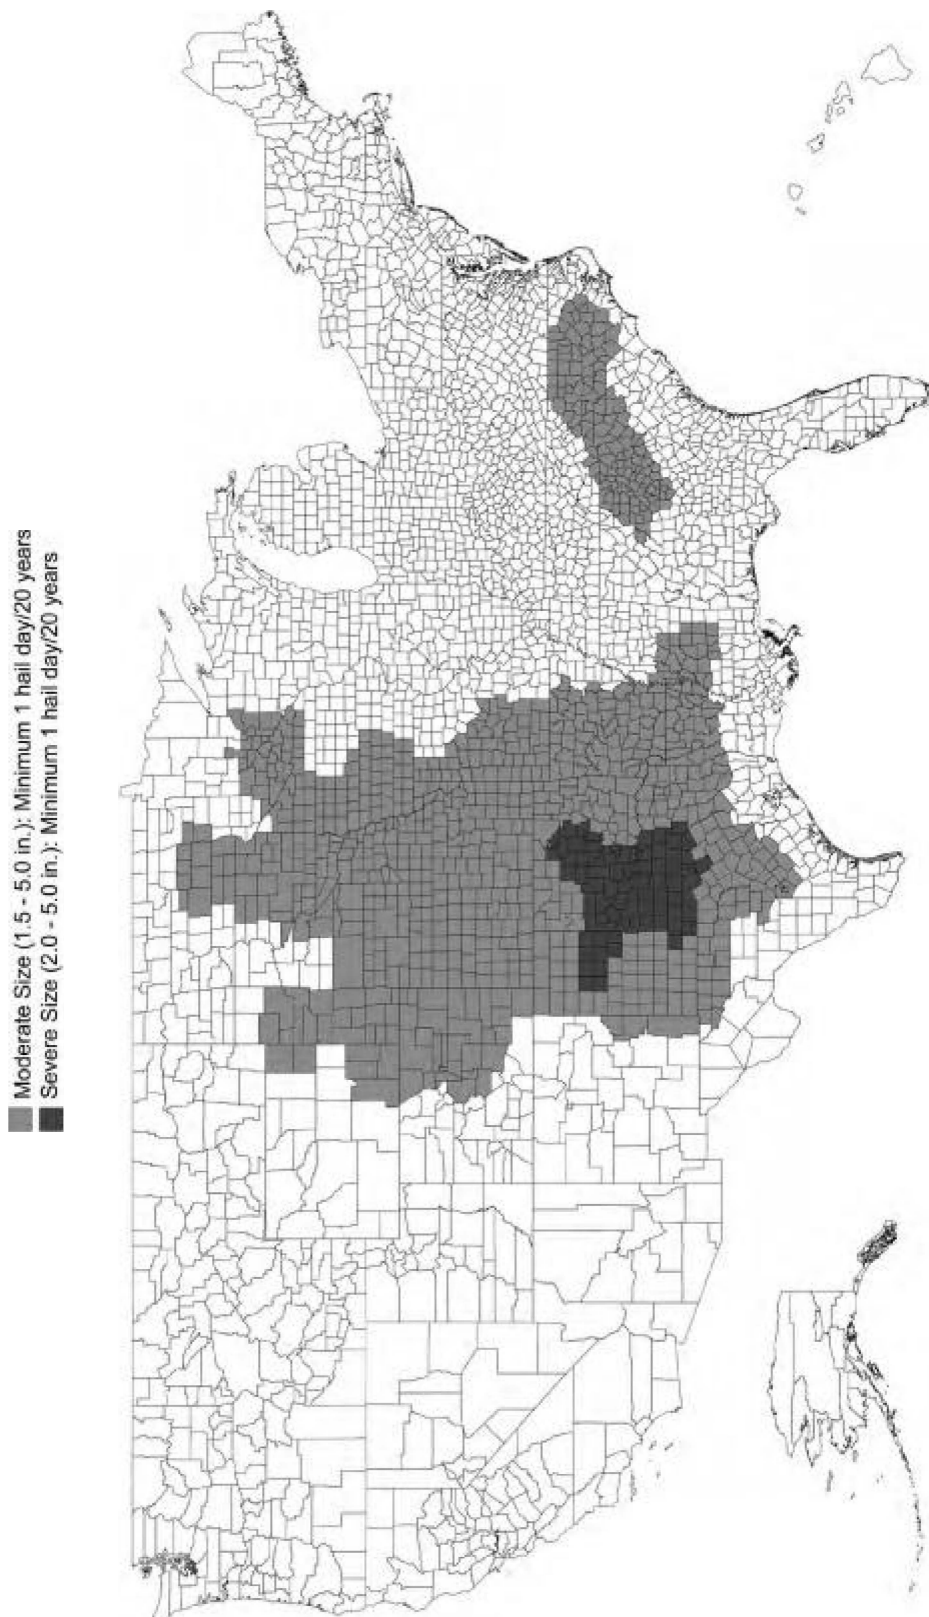 Moderate Size (1.5 - 5.0 in.): Minimum 1 hail day/20 years
Severe Size (2.0 - 5.0 in.): Minimum 1 hail day/20 years